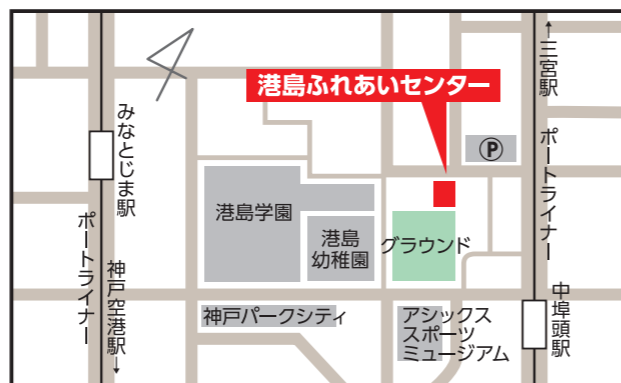 港島ふれあいセンター
↑三宮駅
ポートライナー
みなとじま駅
Ⓟ
港島学園
港島
幼稚園
グラウンド
ポートライナー
神戸空港駅→
中埠頭駅
神戸パークシティ
アシックス
スポーツ
ミュージアム